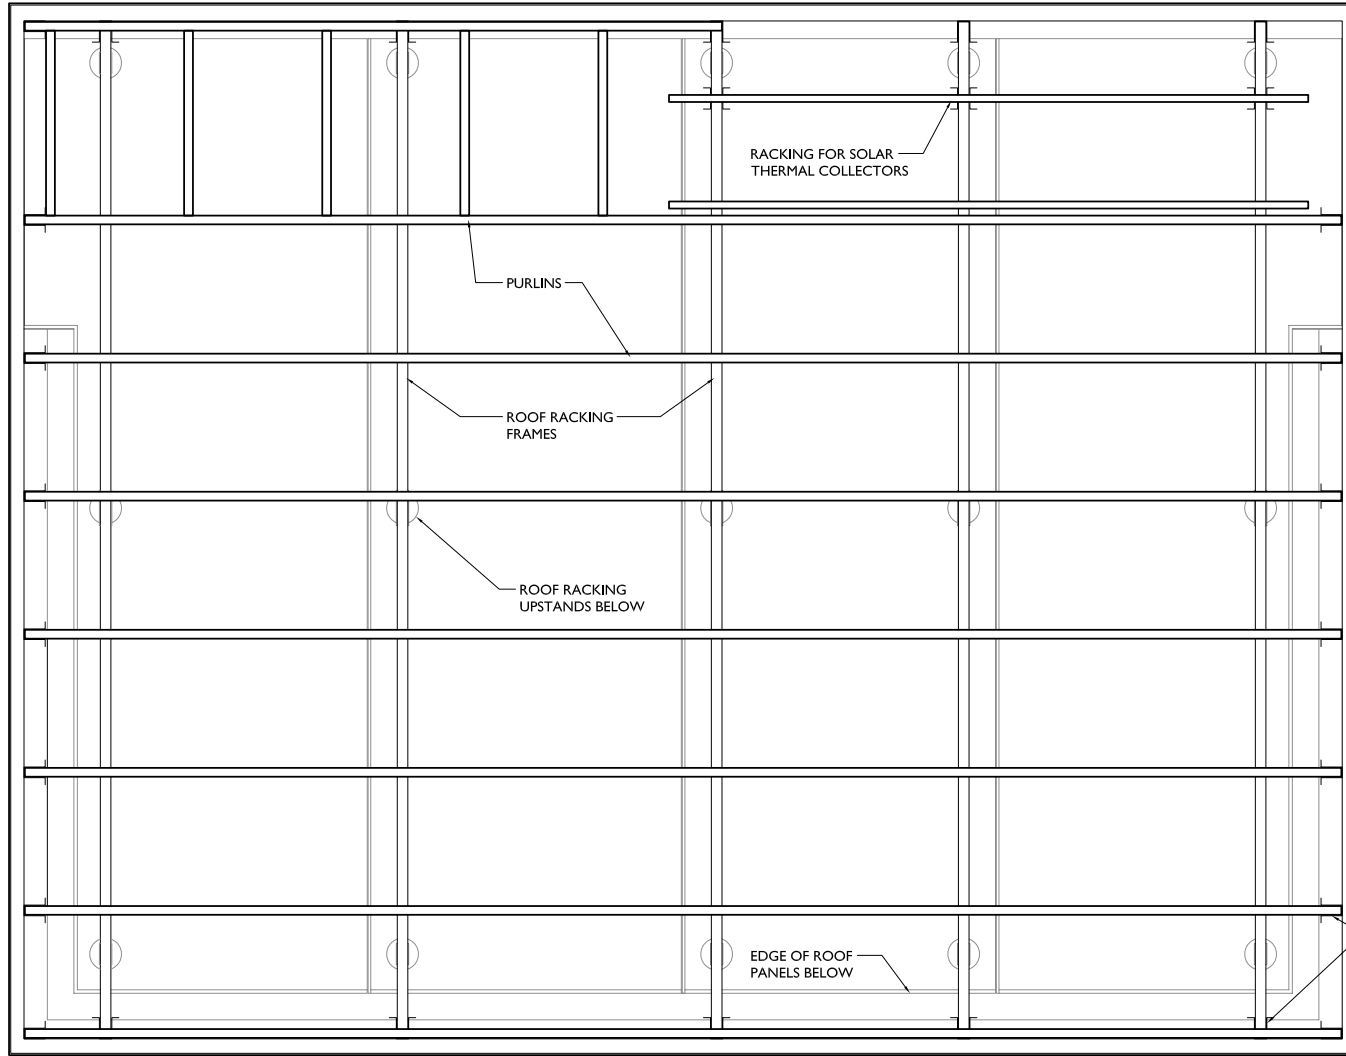 RACKING FOR SOLAR
THERMAL COLLECTORS
PURLINS
ROOF RACKING
FRAMES
ROOF RACKING
UPSTANDS BELOW
EDGE OF ROOF
PANELS BELOW